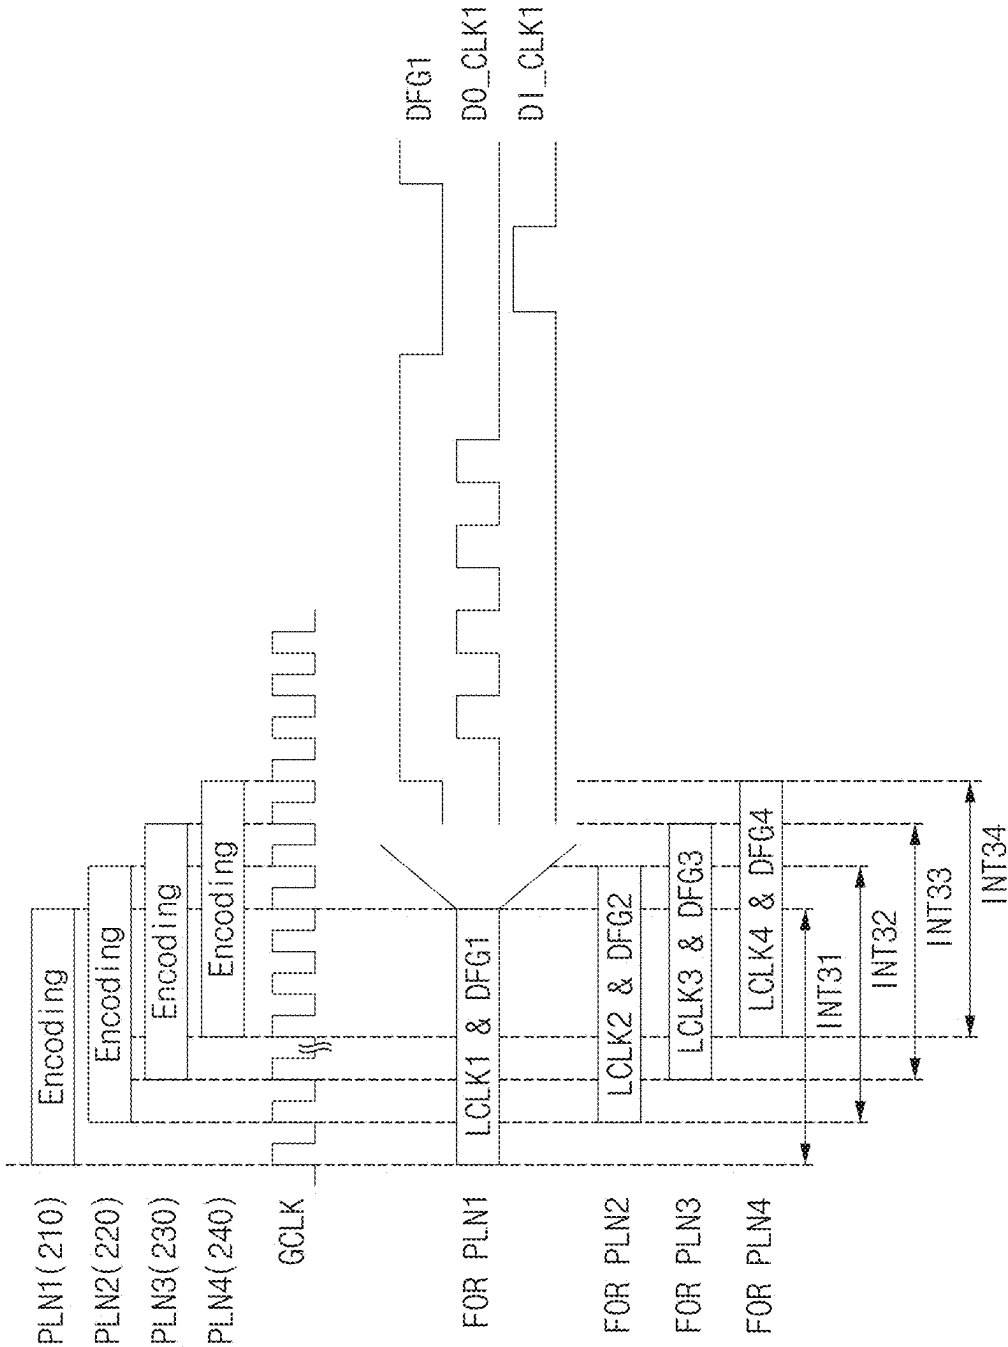 PLN1(210)
Encoding
PLN2(220)
Encoding
PLN3(230)
Encoding
PLN4(240)
Encoding
GCLK
DFG1
FOR PLN1
LCLK1 & DFG1
DO_CLK1
DI_CLK1
FOR PLN2
LCLK2 & DFG2
FOR PLN3
LCLK3 & DFG3
FOR PLN4
LCLK4 & DFG4
INT31
INT32
INT33
INT34